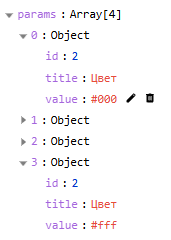 params : Array[4]
0 : Object
id : 2
title : Цвет
value : #000
1 : Object
2 : Object
3 : Object
id : 2
title : Цвет
value : #fff